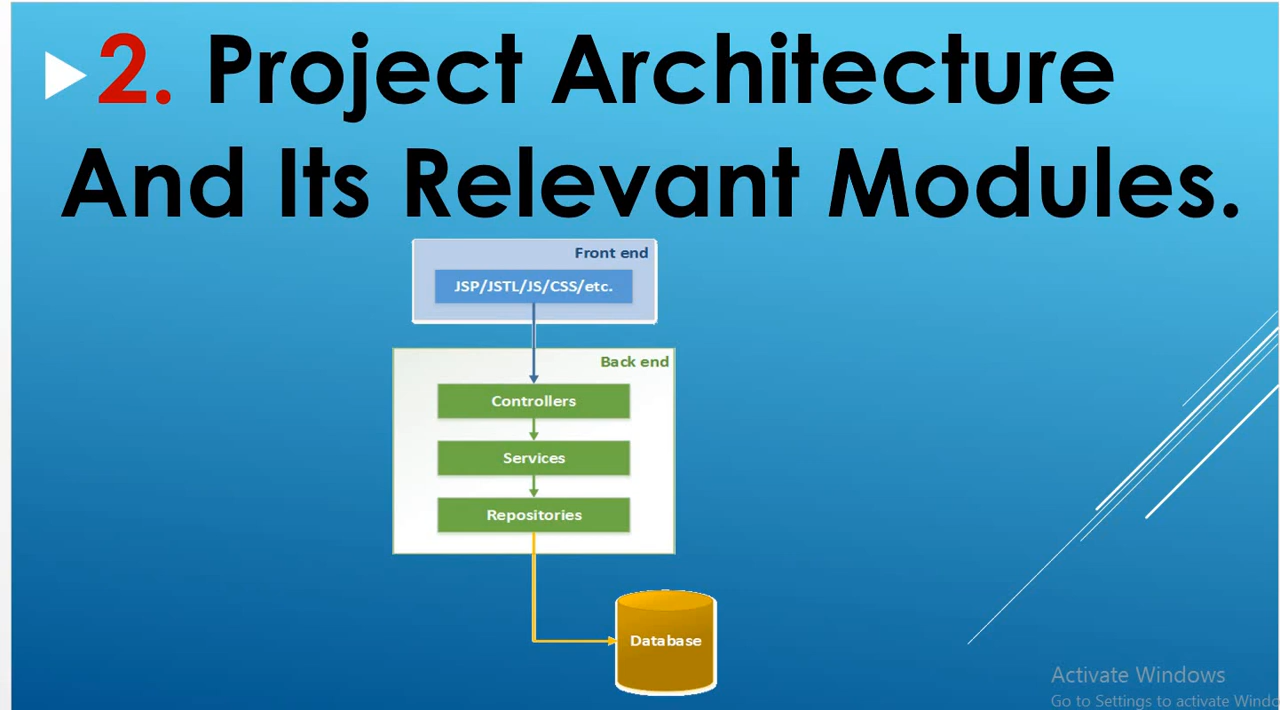 2. Project Architecture
And Its Relevant Modules.
Front end
JSP/JSTL/JS/CSS/etc.
Back end
Controllers
Services
Repositories
Database
Activate Windows
Go to Settings to activate